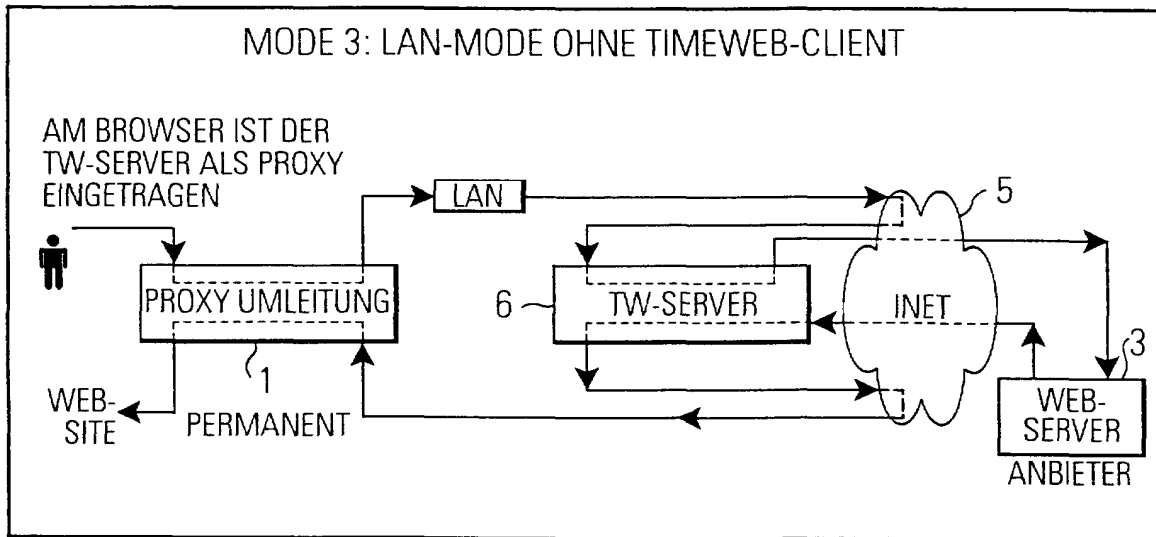 MODE 3: LAN-MODE OHNE TIMEWEB-CLIENT
AM BROWSER IST DER
TW-SERVER ALS PROXY
EINGETRAGEN
LAN
5
PROXY UMLEITUNG
6
TW-SERVER
INET
1
3
WEB-
SITE
PERMANENT
WEB-
SERVER
ANBIETER